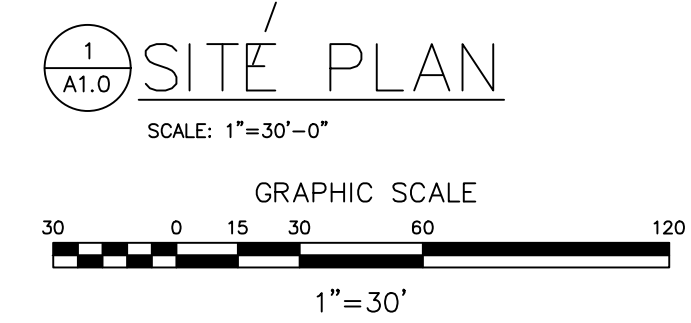 1
A1.0
SITE PLAN
SCALE: 1"=30'-0"
GRAPHIC SCALE
30 0 15 30 60 120
1"=30'